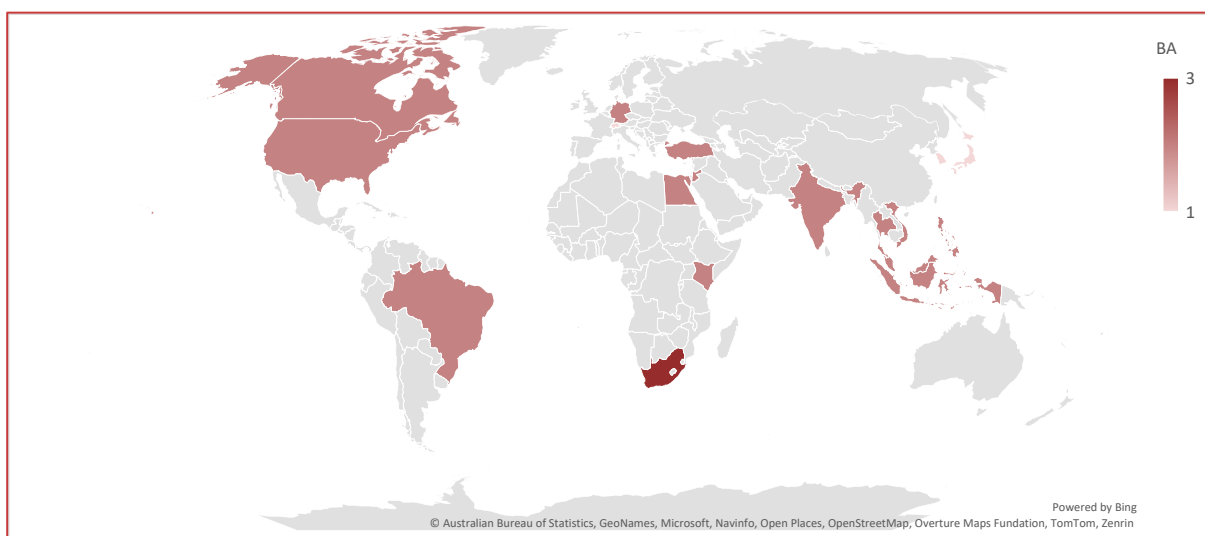 BA
3
1
Powered by Bing
© Australian Bureau of Statistics, GeoNames, Microsoft, Navinfo, Open Places, OpenStreetMap, Overture Maps Fundation, TomTom, Zenrin